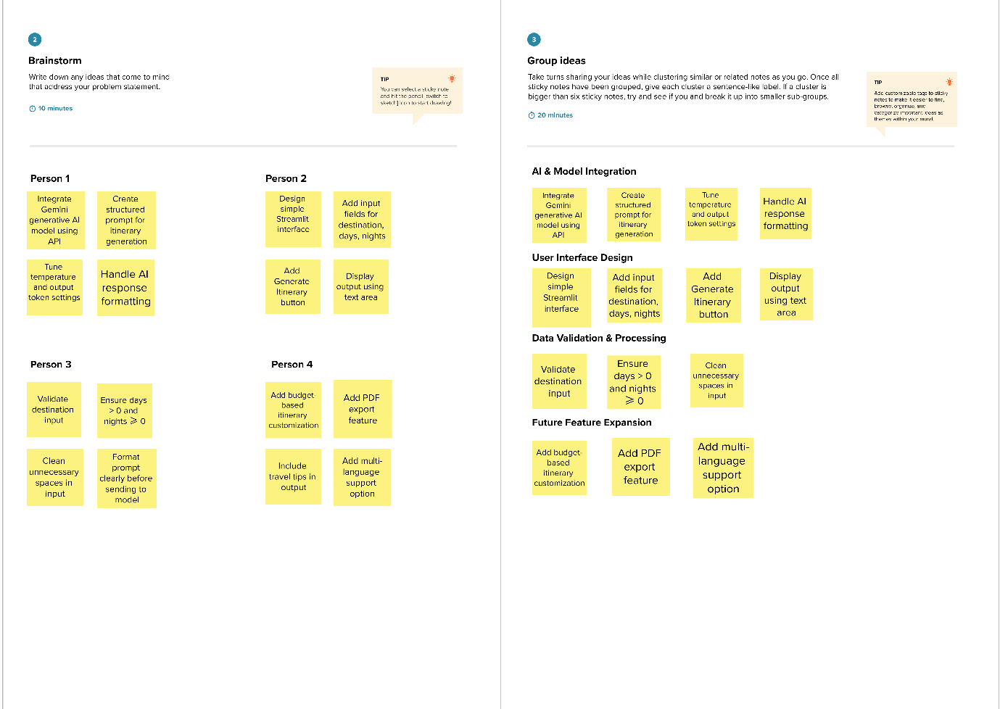 2
Brainstorm
Write down any ideas that come to mind
that address your problem statement.
10 minutes
TIP
You can select a sticky note
and hit the pencil [switch to
sketch] icon to start drawing!
Person 1
Integrate
Gemini
generative AI
model using
API
Create
structured
prompt for
itinerary
generation
Tune
temperature
and output
token settings
Handle AI
response
formatting
Person 2
Design
simple
Streamlit
interface
Add input
fields for
destination,
days, nights
Add
Generate
Itinerary
button
Display
output using
text area
Person 3
Validate
destination
input
Ensure days
> 0 and
nights ⩾ 0
Clean
unnecessary
spaces in
input
Format
prompt
clearly before
sending to
model
Person 4
Add budget-
based
itinerary
customization
Add PDF
export
feature
Include
travel tips in
output
Add multi-
language
support
option
3
Group ideas
Take turns sharing your ideas while clustering similar or related notes as you go. Once all
sticky notes have been grouped, give each cluster a sentence-like label. If a cluster is
bigger than six sticky notes, try and see if you and break it up into smaller sub-groups.
20 minutes
TIP
Add customizable tags to sticky
notes to make it easier to find,
browse, organize, and
categorize important ideas as
themes within your mural.
AI & Model Integration
Integrate
Gemini
generative AI
model using
API
Create
structured
prompt for
itinerary
generation
Tune
temperature
and output
token settings
Handle AI
response
formatting
User Interface Design
Design
simple
Streamlit
interface
Add input
fields for
destination,
days, nights
Add
Generate
Itinerary
button
Display
output
using text
area
Data Validation & Processing
Validate
destination
input
Ensure
days > 0
and nights
⩾ 0
Clean
unnecessary
spaces in
input
Future Feature Expansion
Add budget-
based
itinerary
customization
Add PDF
export
feature
Add multi-
language
support
option